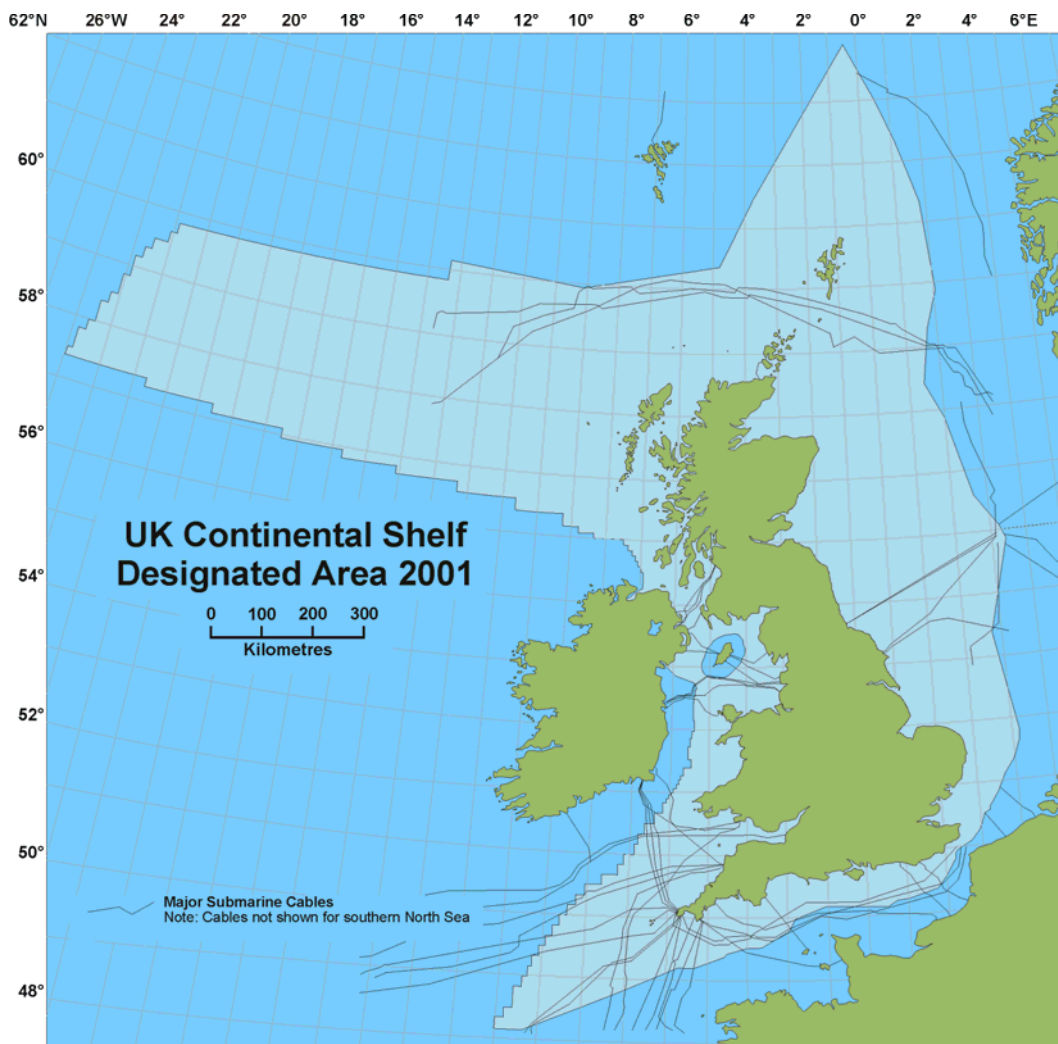 62°N 26°W 24° 22° 20° 18° 16° 14° 12° 10° 8° 6° 4° 2° 0° 2° 4° 6°E
60°
58°
56°
54°
52°
50°
48°
UK Continental Shelf
Designated Area 2001
0 100 200 300
Kilometres
Major Submarine Cables
Note: Cables not shown for southern North Sea